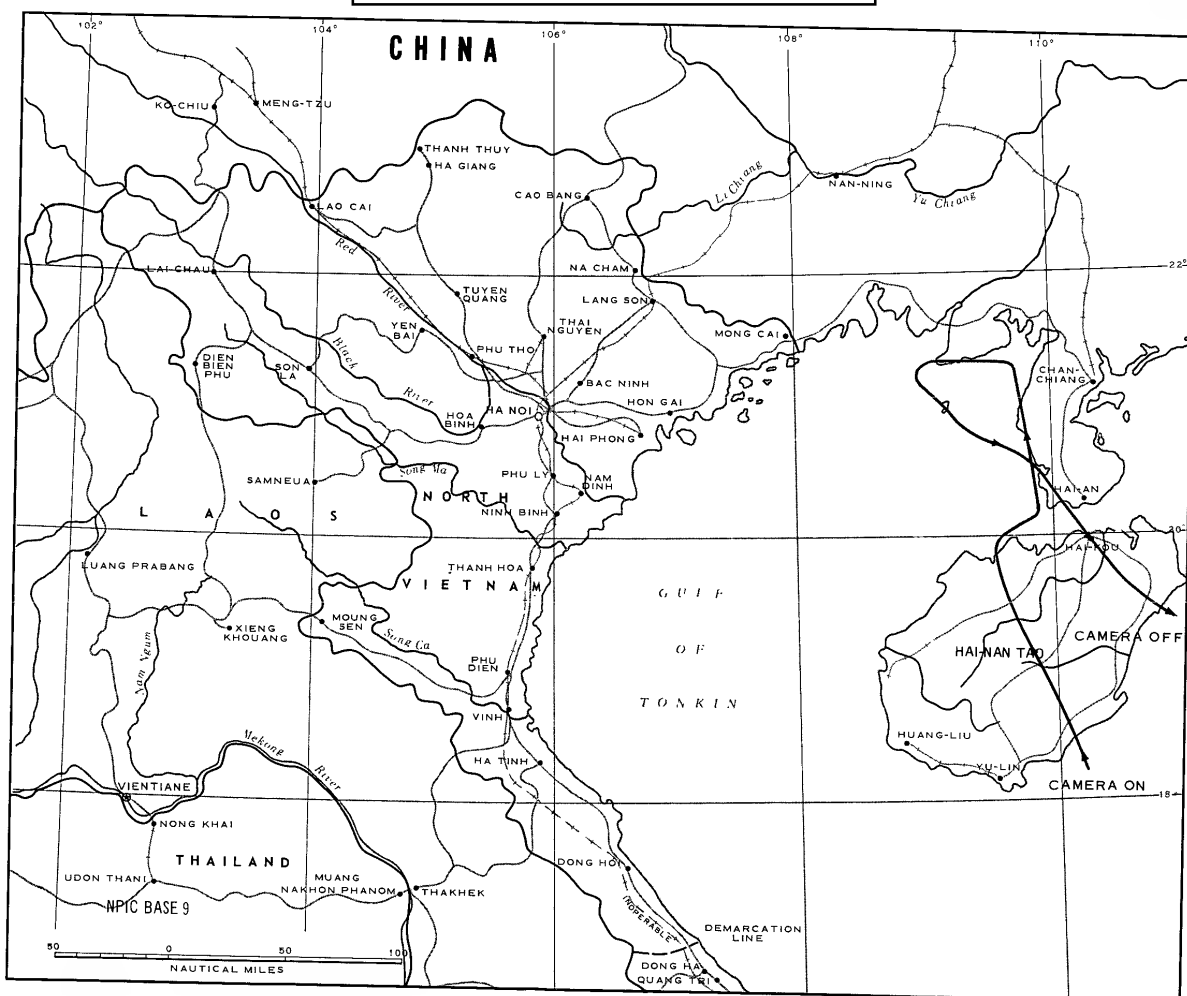 102°
104°
106°
108°
110°
CHINA
KO-CHIU
MENG-TZU
THANH THUY
HA GIANG
CAO BANG
Li Chiang
NAN-NING
Yu Chiang
LAO CAI
Red
River
LAI CHAU
NA CHAM
22°
TUYEN
QUANG
LANG SON
YEN
BAI
THAI
NGUYEN
MONG CAI
PHU THO
Black
River
DIEN
BIEN
PHU
SON
LA
BAC NINH
CHAN-
CHIANG
HA NOI
HON GAI
HOA
BINH
HAI PHONG
Song Ma
PHU LY
NAM
DINH
SAMNEUA
NORTH
HAI-AN
LAOS
NINH BINH
20°
HAI-KOU
LUANG PRABANG
THANH HOA
VIETNAM
GULF
OF
TONKIN
MOUNG
SEN
XIENG
KHOUANG
Song Ca
CAMERA OFF
HAI-NAN TAO
Nam Ngum
PHU
DIEN
VINH
HUANG-LIU
Mekong
River
HA TINH
YU-LIN
CAMERA ON
VIENTIANE
18°
NONG KHAI
THAILAND
DONG HOI
UDON THANI
MUANG
NAKHON PHANOM
THAKHEK
NPIC BASE 9
INOPERABLE
DEMARCATION
LINE
50 0 50 100
NAUTICAL MILES
DONG HA
QUANG TRI